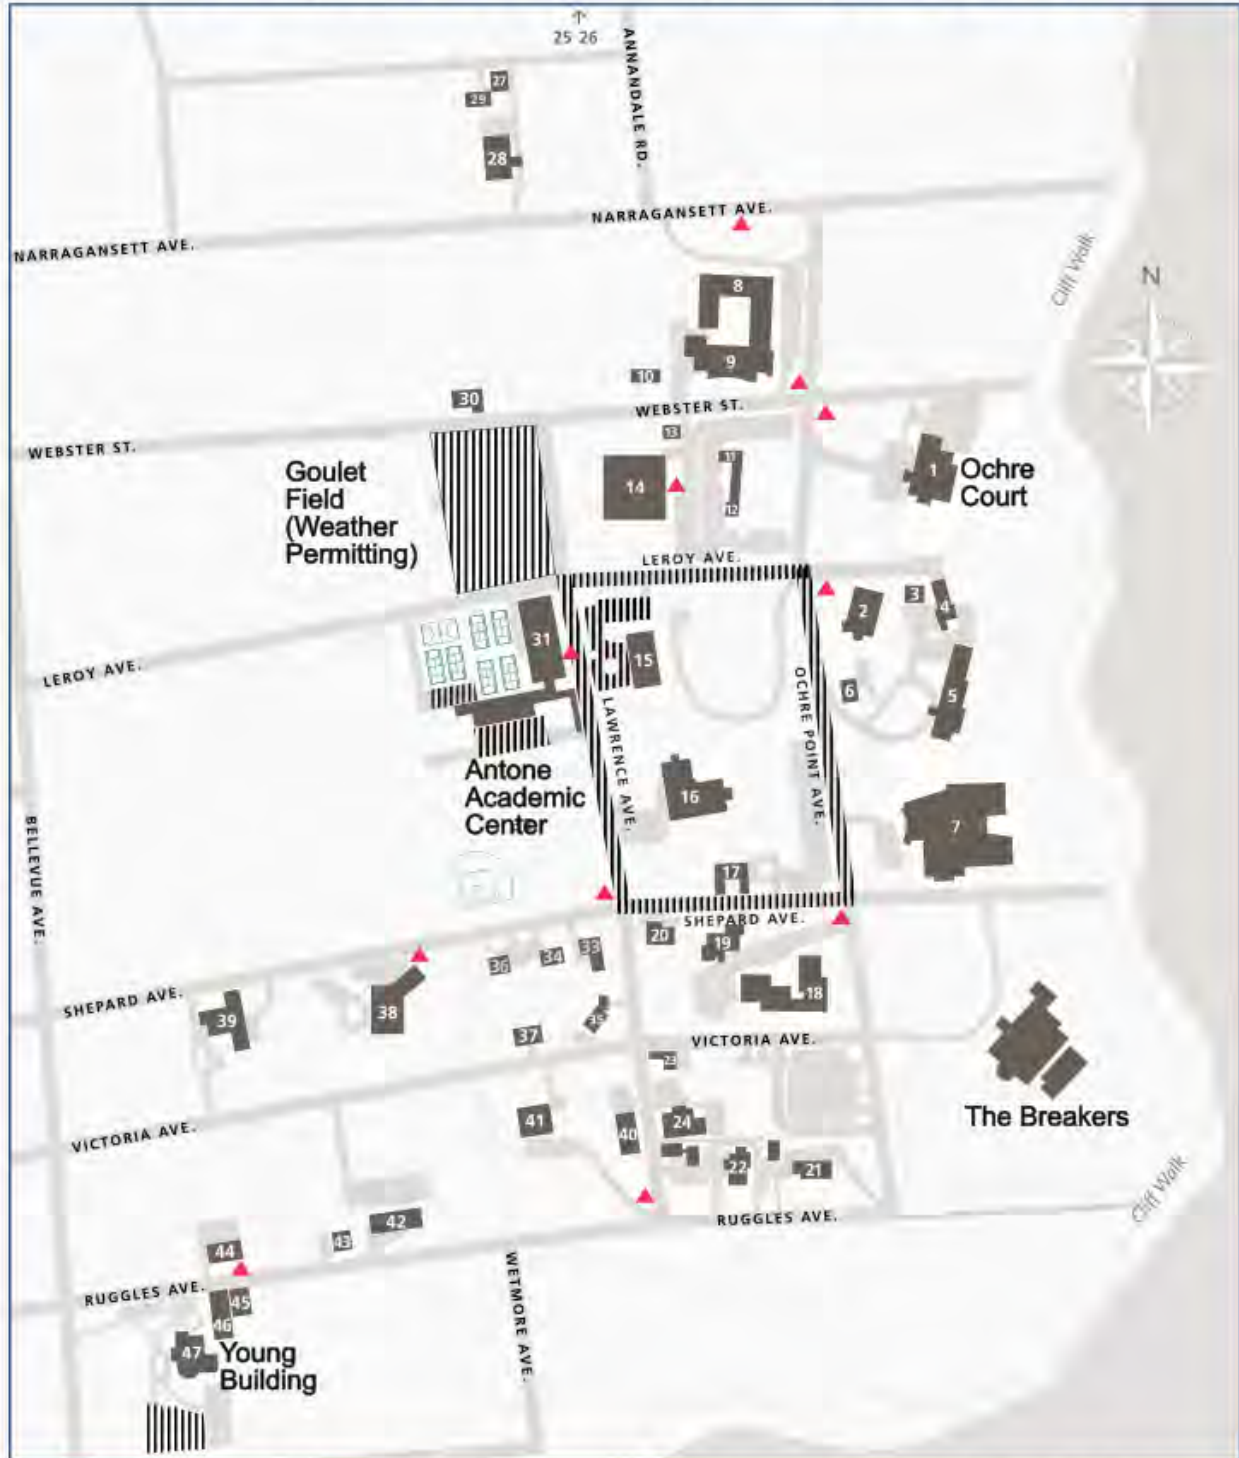 25 26
ANNANDALE RD.
27
29
28
NARRAGANSETT AVE.
NARRAGANSETT AVE.
Cliff Walk
N
8
9
10
30
WEBSTER ST.
WEBSTER ST.
13
11
14
12
1
Ochre
Court
Goulet
Field
(Weather
Permitting)
LEROY AVE.
2
3
4
31
15
LEROY AVE.
6
5
OCHRE POINT AVE.
LAWRENCE AVE.
Antone
Academic
Center
16
7
BELLEVUE AVE.
17
SHEPARD AVE.
20
19
33
34
36
18
SHEPARD AVE.
39
38
35
37
VICTORIA AVE.
23
The Breakers
41
40
24
VICTORIA AVE.
22
21
Cliff Walk
RUGGLES AVE.
42
43
44
WETMORE AVE.
RUGGLES AVE.
45
46
47
Young
Building